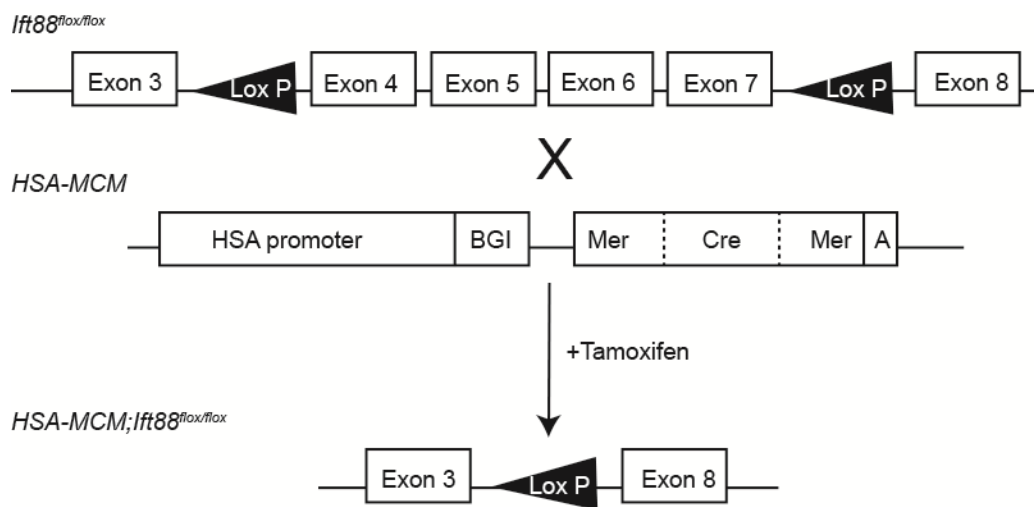 Ift88flox/flox
Exon 3 Lox P Exon 4 Exon 5 Exon 6 Exon 7 Lox P Exon 8
X
HSA-MCM
HSA promoter BGI Mer Cre Mer A
+Tamoxifen
HSA-MCM;Ift88flox/flox
Exon 3 Lox P Exon 8